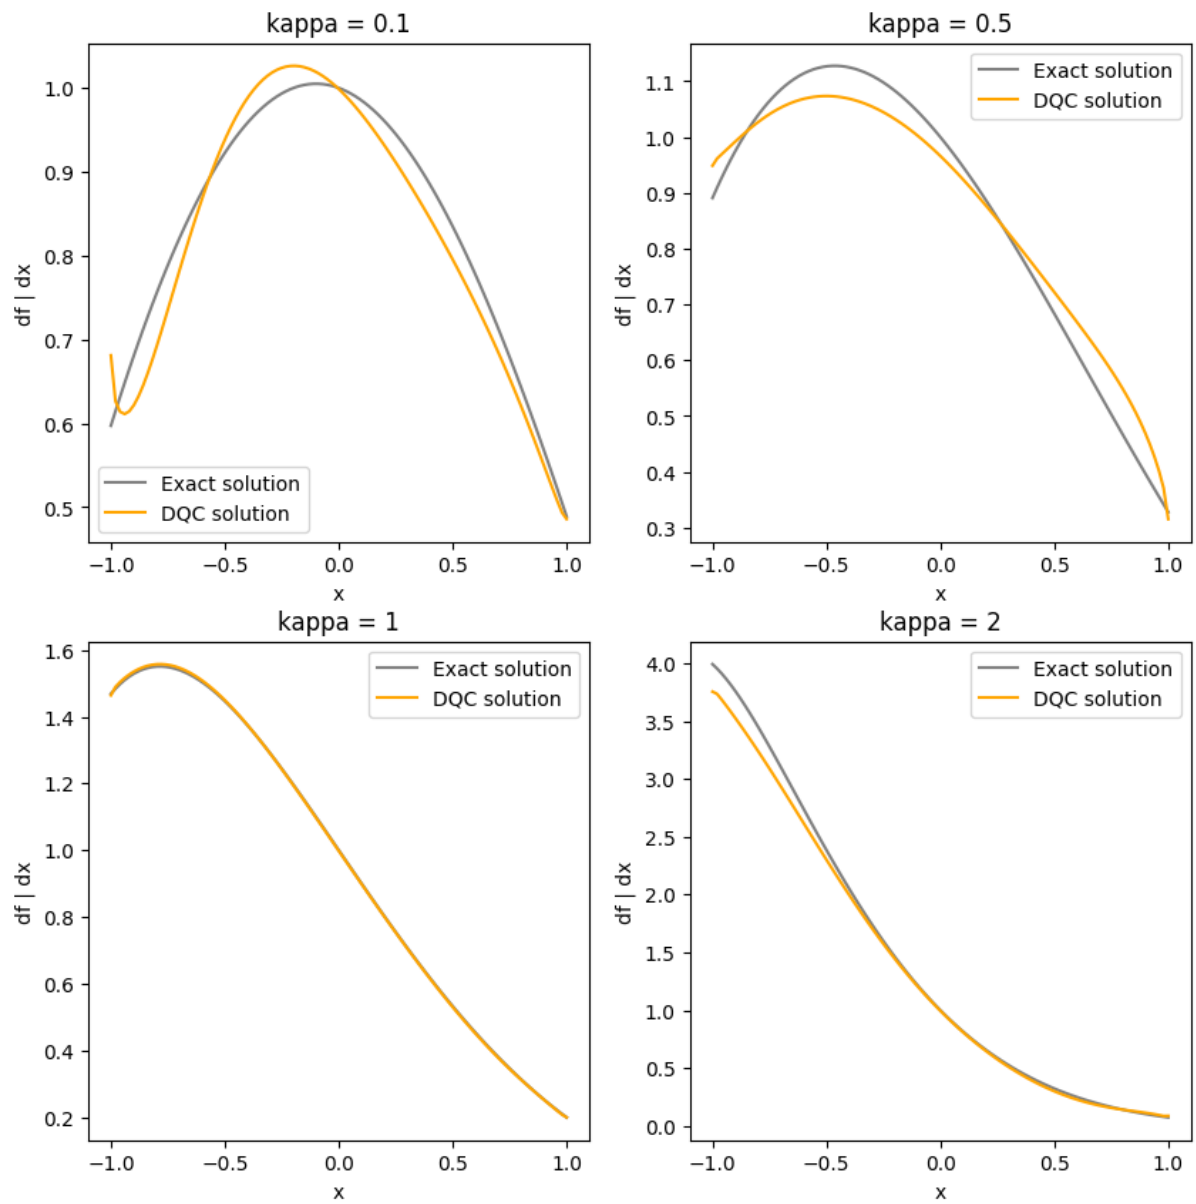 kappa = 0.1
df | dx
1.0
0.9
0.8
0.7
0.6
0.5
Exact solution
DQC solution
−1.0 −0.5 0.0 0.5 1.0
x
kappa = 0.5
df | dx
1.1
1.0
0.9
0.8
0.7
0.6
0.5
0.4
0.3
Exact solution
DQC solution
−1.0 −0.5 0.0 0.5 1.0
x
kappa = 1
df | dx
1.6
1.4
1.2
1.0
0.8
0.6
0.4
0.2
Exact solution
DQC solution
−1.0 −0.5 0.0 0.5 1.0
x
kappa = 2
df | dx
4.0
3.5
3.0
2.5
2.0
1.5
1.0
0.5
0.0
Exact solution
DQC solution
−1.0 −0.5 0.0 0.5 1.0
x